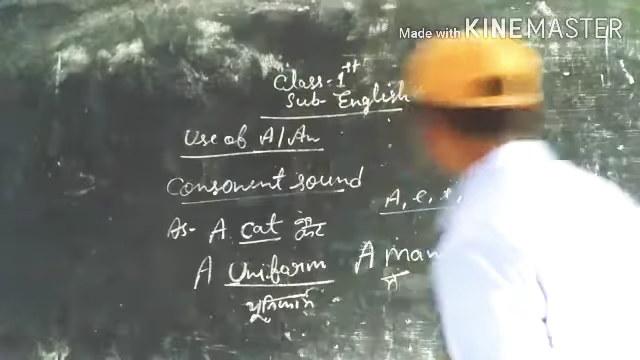 Made with KINEMASTER
Class-1st
Sub- English
Use of A/An
Consonent sound
A, e,
As- A cat
A Uniform A man
यूनिफार्म